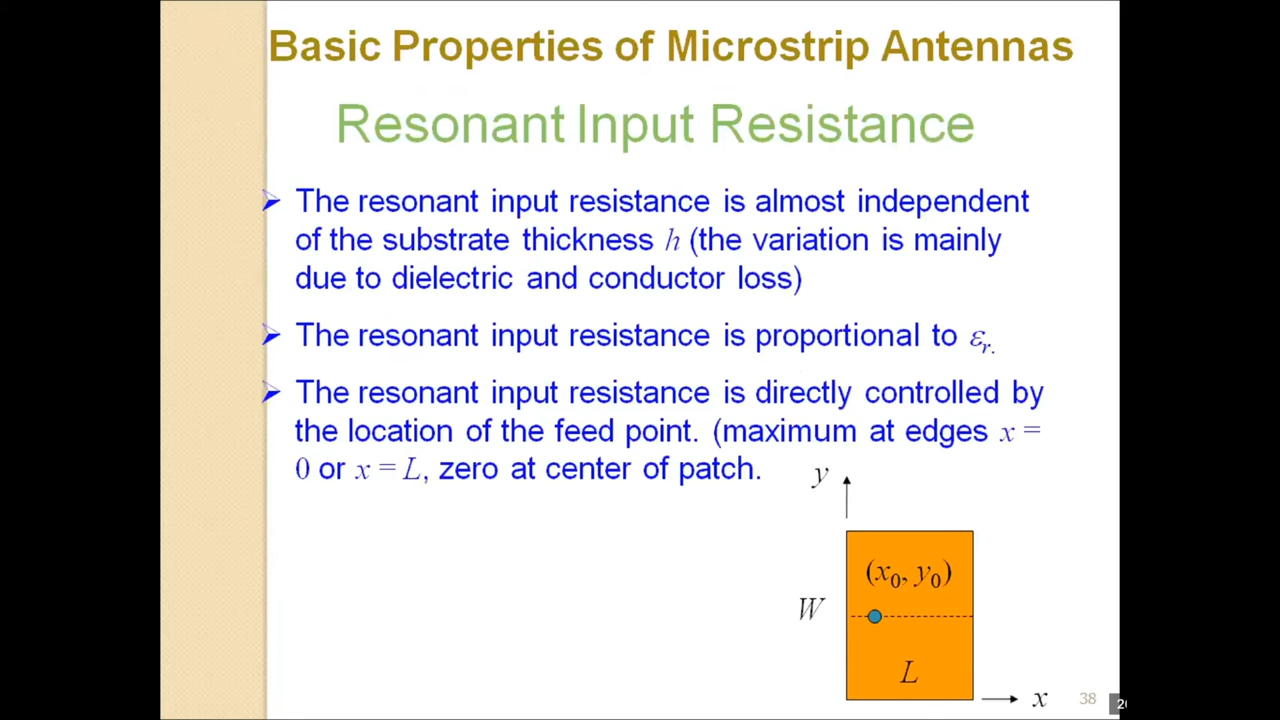 Basic Properties of Microstrip Antennas
Resonant Input Resistance
The resonant input resistance is almost independent
of the substrate thickness h (the variation is mainly
due to dielectric and conductor loss)
The resonant input resistance is proportional to εr.
The resonant input resistance is directly controlled by
the location of the feed point. (maximum at edges x =
0 or x = L, zero at center of patch.
y
(x0, y0)
W
L
x
38